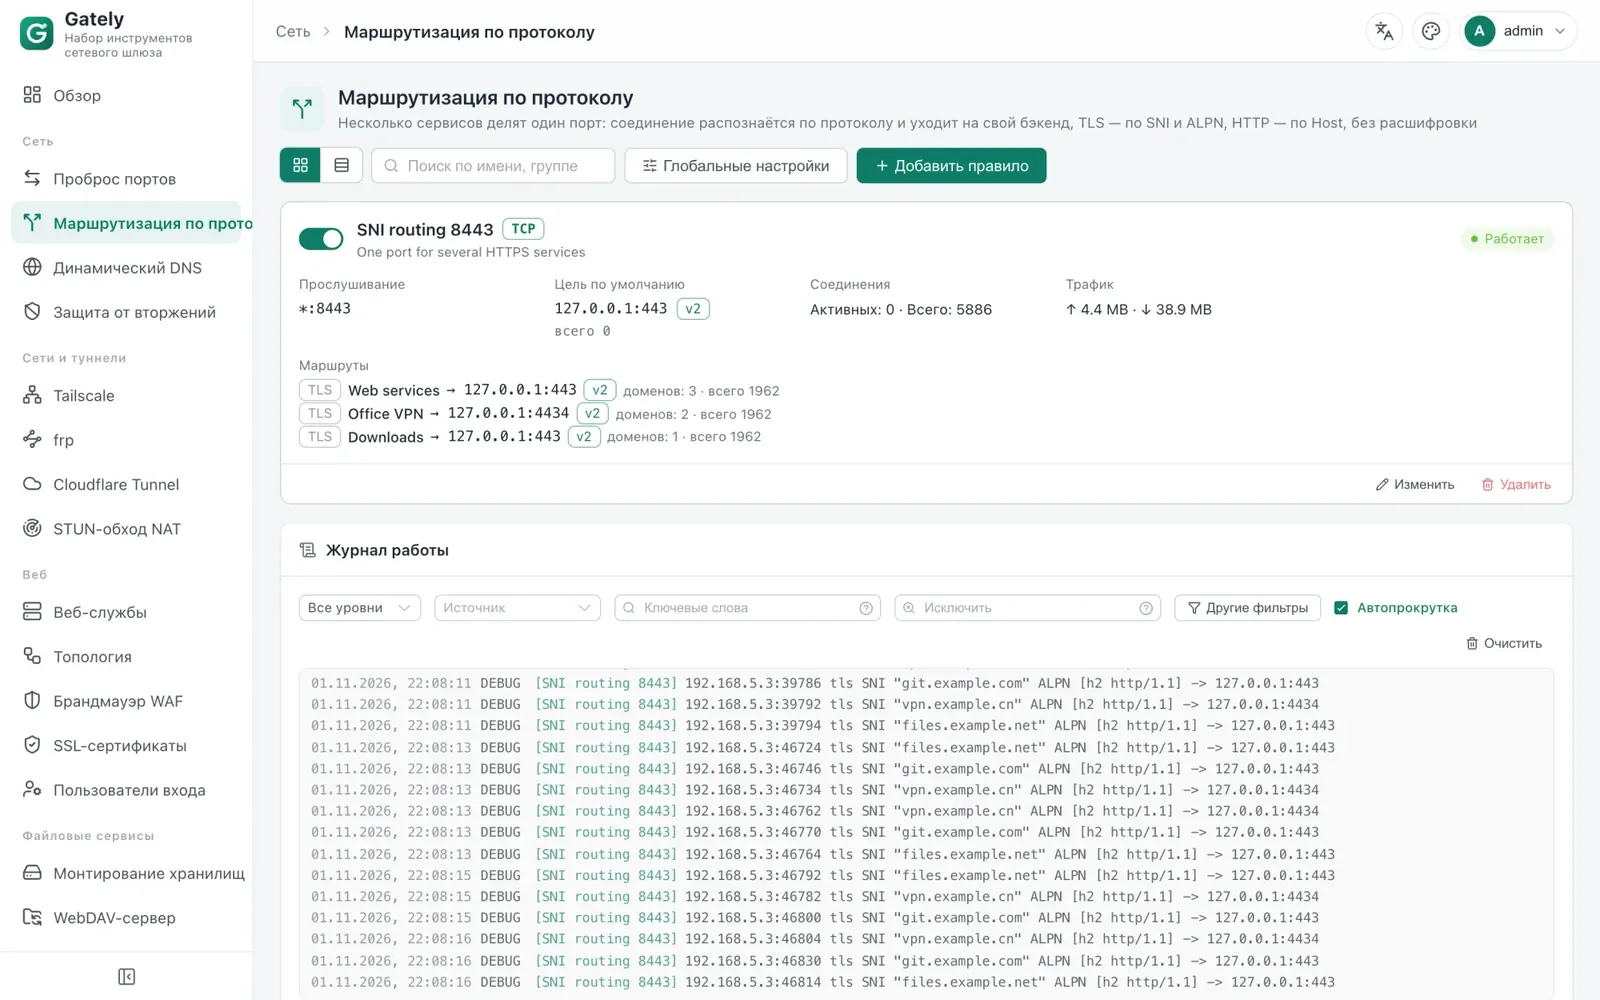 Gately
Набор инструментов
сетевого шлюза
Обзор
Сеть
Проброс портов
Маршрутизация по прото
Динамический DNS
Защита от вторжений
Сети и туннели
Tailscale
frp
Cloudflare Tunnel
STUN-обход NAT
Веб
Веб-службы
Топология
Брандмауэр WAF
SSL-сертификаты
Пользователи входа
Файловые сервисы
Монтирование хранилищ
WebDAV-сервер
Сеть > Маршрутизация по протоколу
A admin
Маршрутизация по протоколу
Несколько сервисов делят один порт: соединение распознаётся по протоколу и уходит на свой бэкенд, TLS — по SNI и ALPN, HTTP — по Host, без расшифровки
Поиск по имени, группе
Глобальные настройки
+ Добавить правило
SNI routing 8443 TCP
One port for several HTTPS services
Работает
Прослушивание
*:8443
Цель по умолчанию
127.0.0.1:443 v2
всего 0
Соединения
Активных: 0 · Всего: 5886
Трафик
↑ 4.4 MB · ↓ 38.9 MB
Маршруты
TLS Web services → 127.0.0.1:443 v2 доменов: 3 · всего 1962
TLS Office VPN → 127.0.0.1:4434 v2 доменов: 2 · всего 1962
TLS Downloads → 127.0.0.1:443 v2 доменов: 1 · всего 1962
Изменить
Удалить
Журнал работы
Все уровни
Источник
Ключевые слова
Исключить
Другие фильтры
Автопрокрутка
Очистить
01.11.2026, 22:08:11 DEBUG [SNI routing 8443] 192.168.5.3:39786 tls SNI "git.example.com" ALPN [h2 http/1.1] -> 127.0.0.1:443
01.11.2026, 22:08:11 DEBUG [SNI routing 8443] 192.168.5.3:39792 tls SNI "vpn.example.cn" ALPN [h2 http/1.1] -> 127.0.0.1:4434
01.11.2026, 22:08:11 DEBUG [SNI routing 8443] 192.168.5.3:39794 tls SNI "files.example.net" ALPN [h2 http/1.1] -> 127.0.0.1:443
01.11.2026, 22:08:13 DEBUG [SNI routing 8443] 192.168.5.3:46724 tls SNI "files.example.net" ALPN [h2 http/1.1] -> 127.0.0.1:443
01.11.2026, 22:08:13 DEBUG [SNI routing 8443] 192.168.5.3:46746 tls SNI "git.example.com" ALPN [h2 http/1.1] -> 127.0.0.1:443
01.11.2026, 22:08:13 DEBUG [SNI routing 8443] 192.168.5.3:46734 tls SNI "vpn.example.cn" ALPN [h2 http/1.1] -> 127.0.0.1:4434
01.11.2026, 22:08:13 DEBUG [SNI routing 8443] 192.168.5.3:46762 tls SNI "vpn.example.cn" ALPN [h2 http/1.1] -> 127.0.0.1:4434
01.11.2026, 22:08:13 DEBUG [SNI routing 8443] 192.168.5.3:46770 tls SNI "git.example.com" ALPN [h2 http/1.1] -> 127.0.0.1:443
01.11.2026, 22:08:13 DEBUG [SNI routing 8443] 192.168.5.3:46764 tls SNI "files.example.net" ALPN [h2 http/1.1] -> 127.0.0.1:443
01.11.2026, 22:08:15 DEBUG [SNI routing 8443] 192.168.5.3:46792 tls SNI "files.example.net" ALPN [h2 http/1.1] -> 127.0.0.1:443
01.11.2026, 22:08:15 DEBUG [SNI routing 8443] 192.168.5.3:46782 tls SNI "vpn.example.cn" ALPN [h2 http/1.1] -> 127.0.0.1:4434
01.11.2026, 22:08:15 DEBUG [SNI routing 8443] 192.168.5.3:46800 tls SNI "git.example.com" ALPN [h2 http/1.1] -> 127.0.0.1:443
01.11.2026, 22:08:16 DEBUG [SNI routing 8443] 192.168.5.3:46804 tls SNI "vpn.example.cn" ALPN [h2 http/1.1] -> 127.0.0.1:4434
01.11.2026, 22:08:16 DEBUG [SNI routing 8443] 192.168.5.3:46830 tls SNI "git.example.com" ALPN [h2 http/1.1] -> 127.0.0.1:443
01.11.2026, 22:08:16 DEBUG [SNI routing 8443] 192.168.5.3:46814 tls SNI "files.example.net" ALPN [h2 http/1.1] -> 127.0.0.1:443